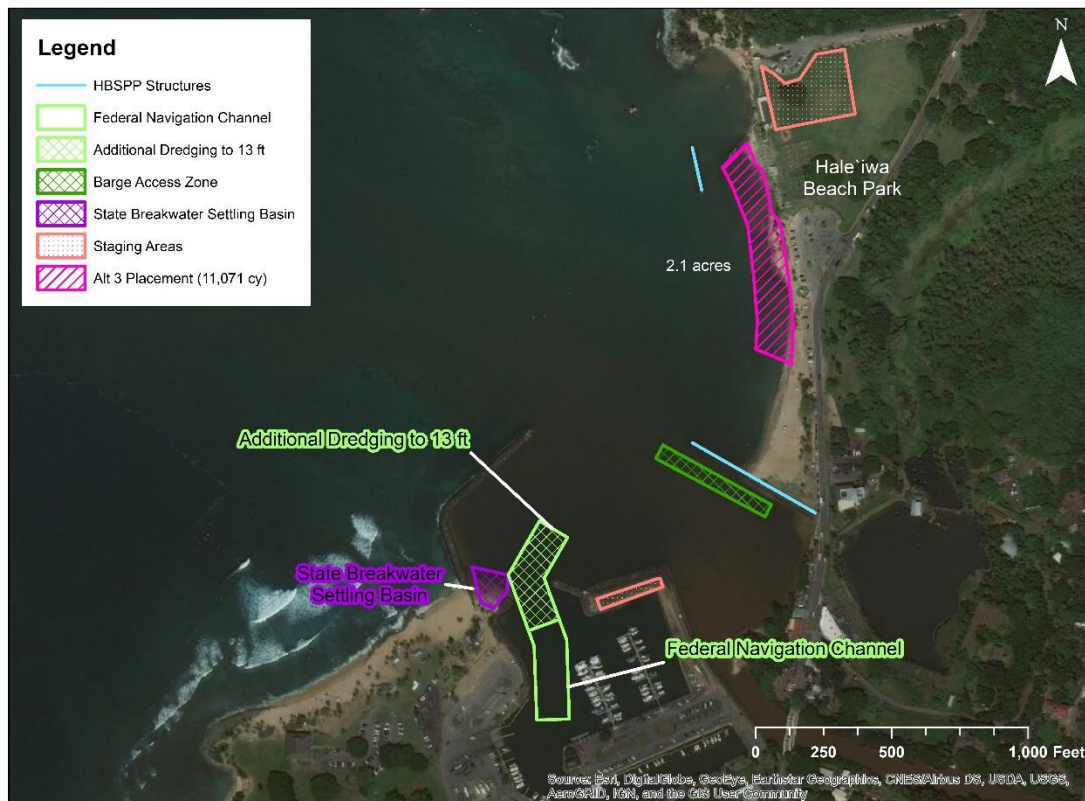 Legend
HBSPP Structures
Federal Navigation Channel
Additional Dredging to 13 ft
Barge Access Zone
State Breakwater Settling Basin
Staging Areas
Alt 3 Placement (11,071 cy)
N
Hale`iwa
Beach Park
2.1 acres
Additional Dredging to 13 ft
State Breakwater
Settling Basin
Federal Navigation Channel
0 250 500 1,000 Feet
Source: Esri, DigitalGlobe, GeoEye, Earthstar Geographics, CNES/Airbus DS, USDA, USGS,
AeroGRID, IGN, and the GIS User Community